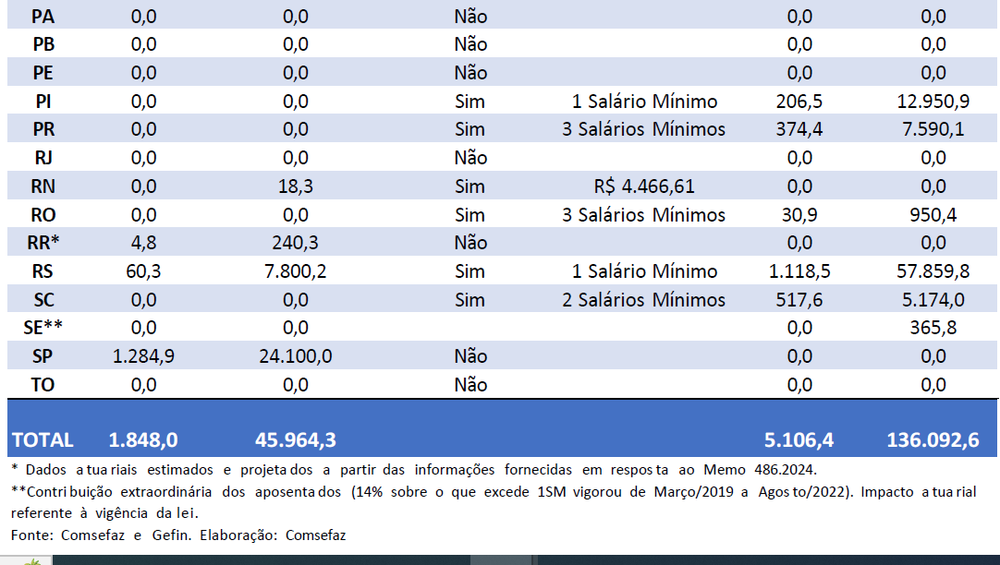 PA 0,0 0,0 Não 0,0 0,0
PB 0,0 0,0 Não 0,0 0,0
PE 0,0 0,0 Não 0,0 0,0
PI 0,0 0,0 Sim 1 Salário Mínimo 206,5 12.950,9
PR 0,0 0,0 Sim 3 Salários Mínimos 374,4 7.590,1
RJ 0,0 0,0 Não 0,0 0,0
RN 0,0 18,3 Sim R$ 4.466,61 0,0 0,0
RO 0,0 0,0 Sim 3 Salários Mínimos 30,9 950,4
RR* 4,8 240,3 Não 0,0 0,0
RS 60,3 7.800,2 Sim 1 Salário Mínimo 1.118,5 57.859,8
SC 0,0 0,0 Sim 2 Salários Mínimos 517,6 5.174,0
SE** 0,0 0,0 0,0 365,8
SP 1.284,9 24.100,0 Não 0,0 0,0
TO 0,0 0,0 Não 0,0 0,0
TOTAL 1.848,0 45.964,3 5.106,4 136.092,6
* Dados atuariais estimados e projetados a partir das informações fornecidas em resposta ao Memo 486.2024.
**Contribuição extraordinária dos aposentados (14% sobre o que excede 1SM vigorou de Março/2019 a Agosto/2022). Impacto atuarial
referente à vigência da lei.
Fonte: Comsefaz e Gefin. Elaboração: Comsefaz